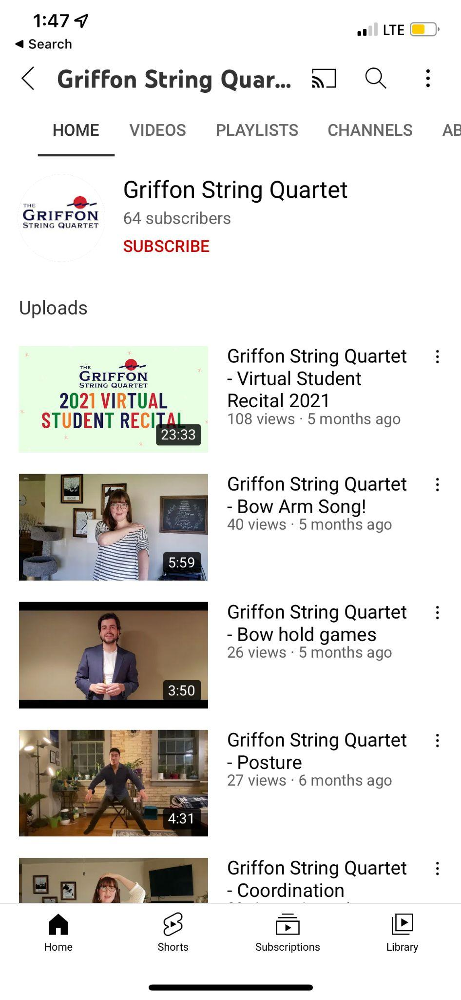 1:47
LTE
Search
Griffon String Quar...
HOME VIDEOS PLAYLISTS CHANNELS AB
THE
GRIFFON
STRING QUARTET
Griffon String Quartet
64 subscribers
SUBSCRIBE
Uploads
THE
GRIFFON
STRING QUARTET
2021 VIRTUAL
STUDENT RECITAL
23:33
Griffon String Quartet
- Virtual Student
Recital 2021
108 views · 5 months ago
TORONTO
5:59
Griffon String Quartet
- Bow Arm Song!
40 views · 5 months ago
3:50
Griffon String Quartet
- Bow hold games
26 views · 5 months ago
4:31
Griffon String Quartet
- Posture
27 views · 6 months ago
Griffon String Quartet
- Coordination
Home Shorts Subscriptions Library